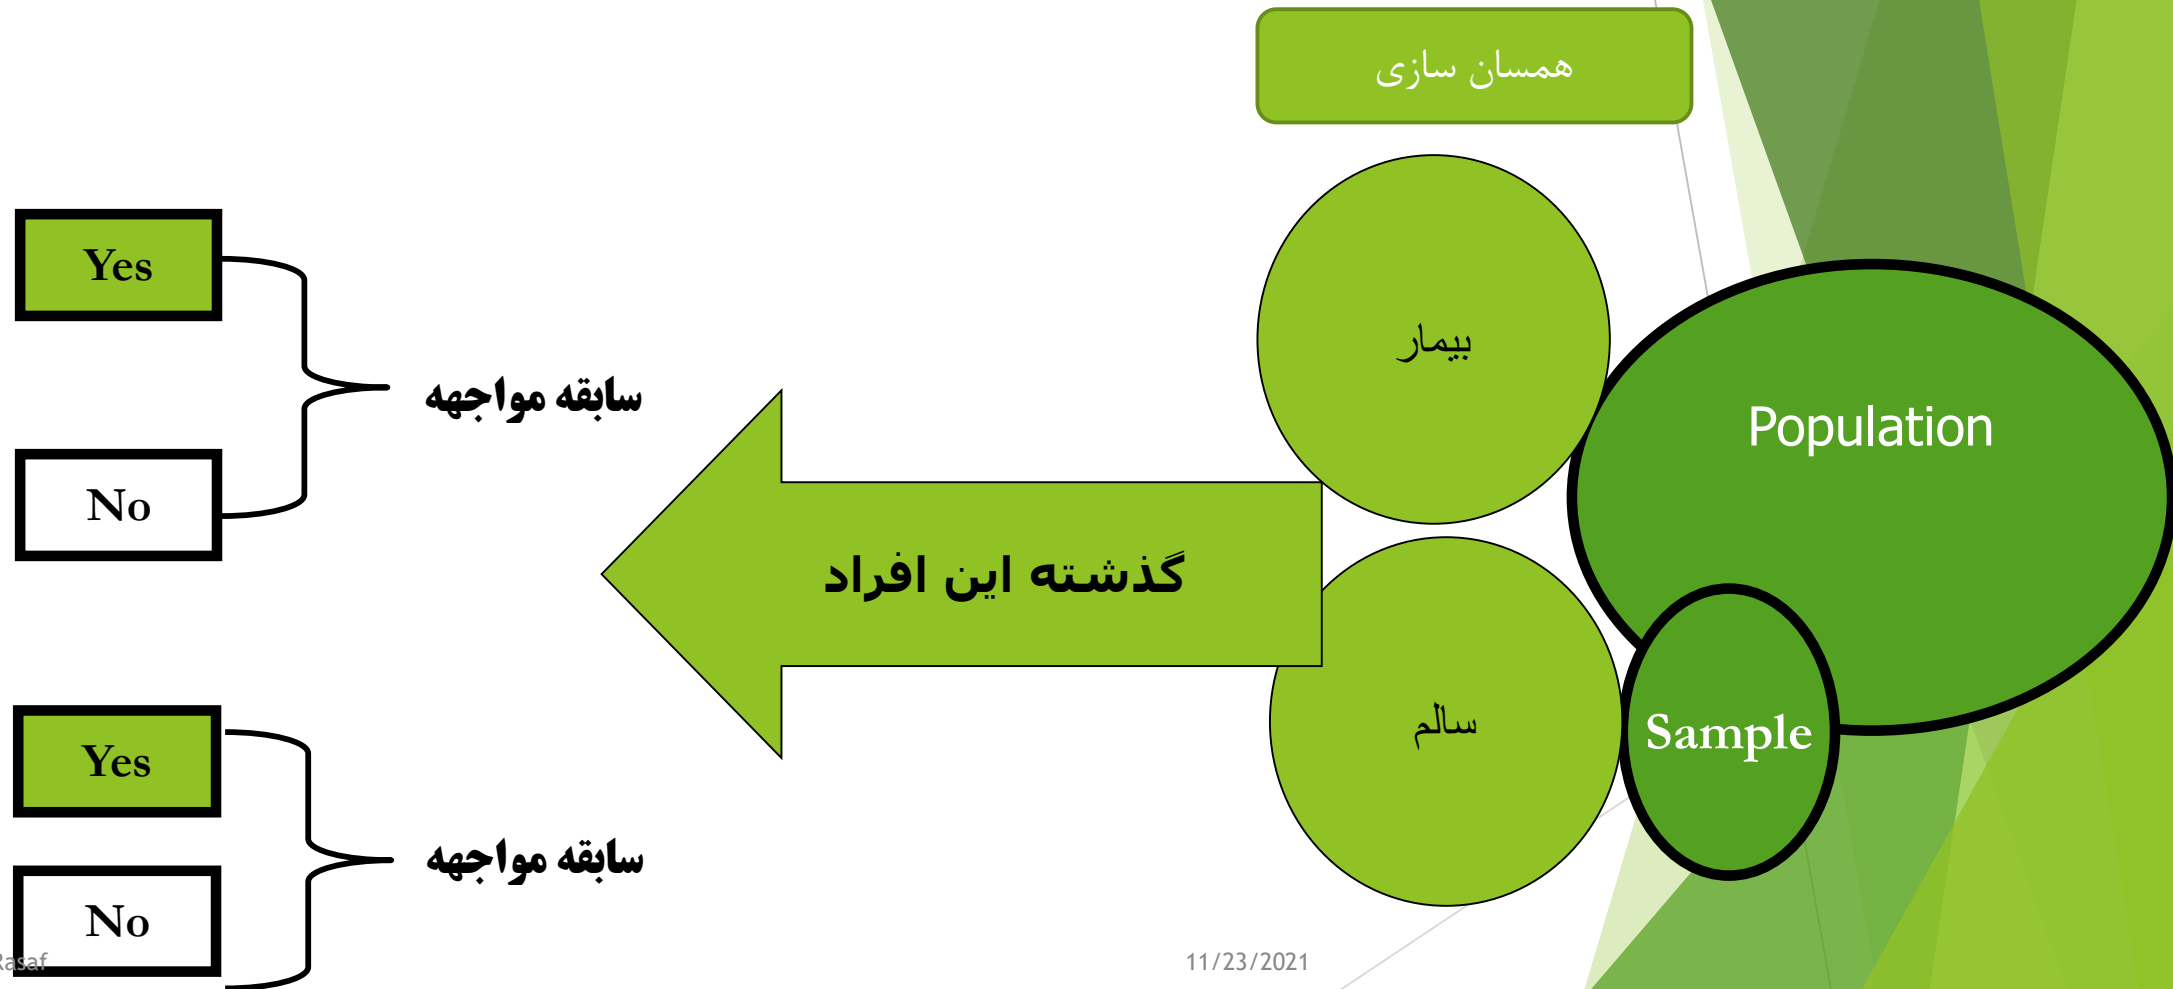 همسان سازی
بیمار
Population
Yes
سابقه مواجهه
No
گذشته این افراد
سالم
Sample
Yes
سابقه مواجهه
No
Rasaf
11/23/2021